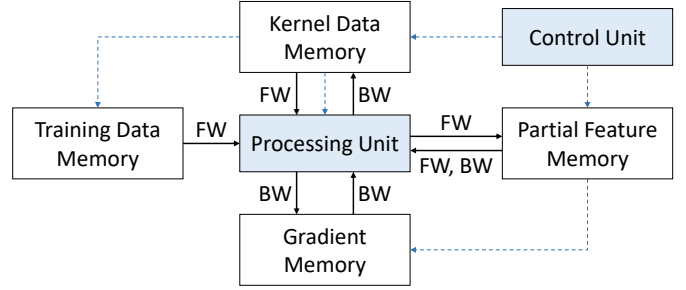 Kernel Data
Memory
Control Unit
FW
BW
Training Data
Memory
FW
Processing Unit
FW
FW, BW
Partial Feature
Memory
BW
BW
Gradient
Memory